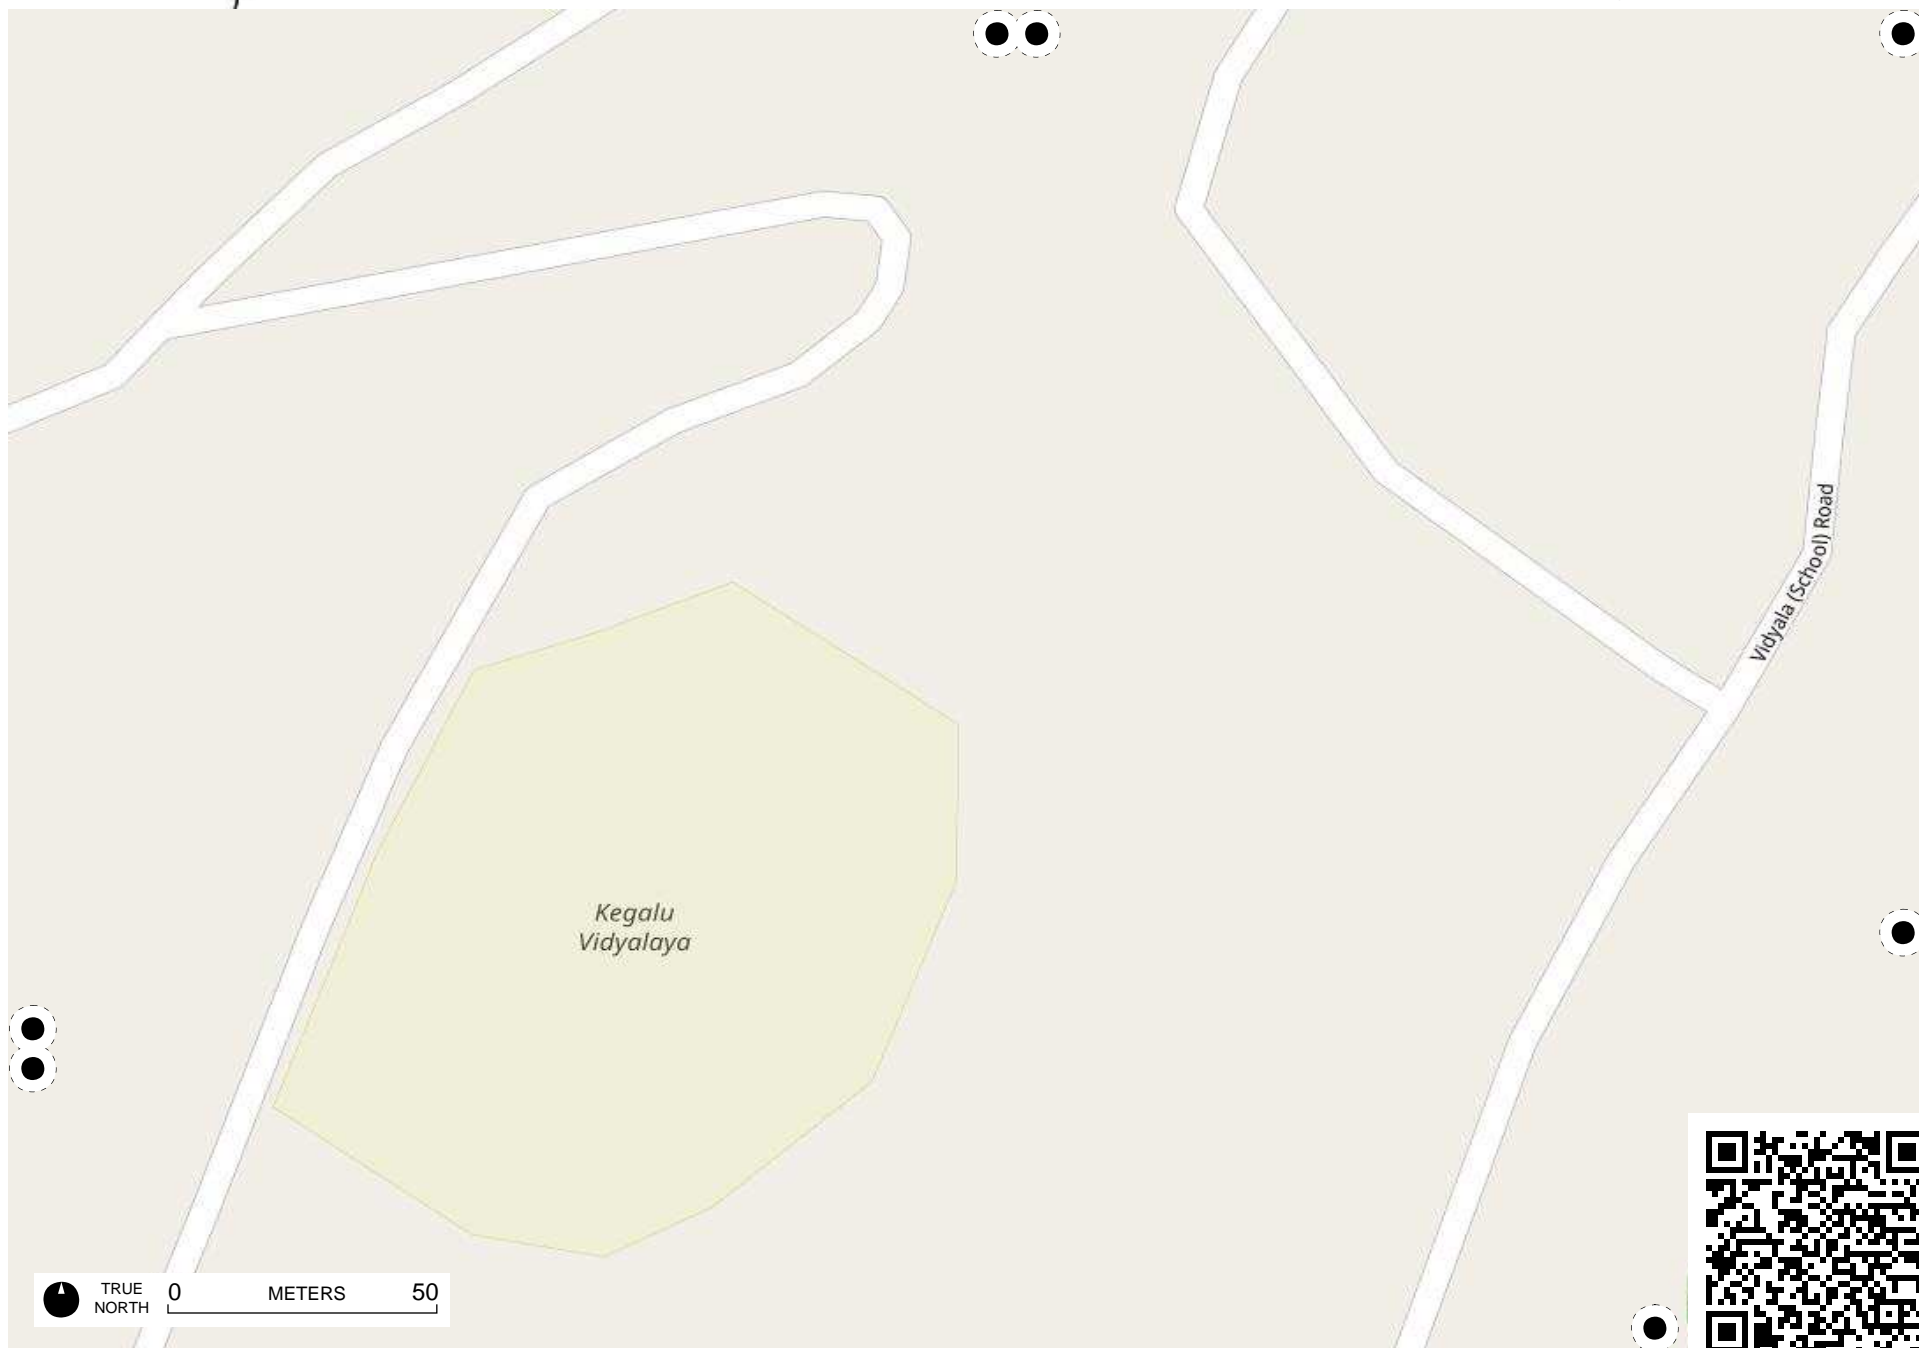 Vidyala (School) Road
Kegalu
Vidyalaya
TRUE
NORTH
0 METERS 50